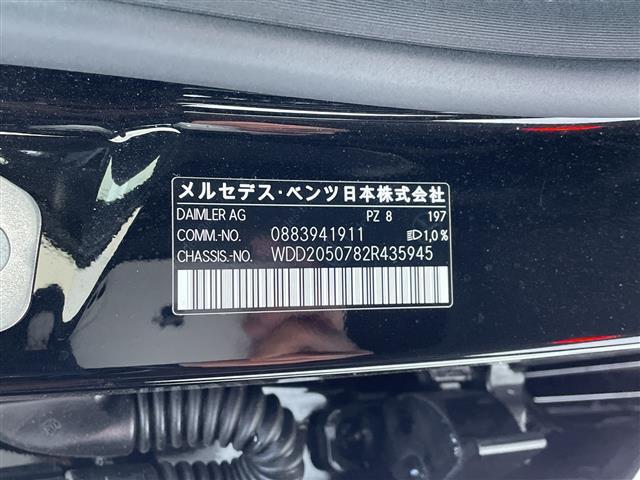 メルセデス・ベンツ日本株式会社
DAIMLER AG PZ 8 197
COMM.-NO. 0883941911 1,0%
CHASSIS.-NO. WDD2050782R435945